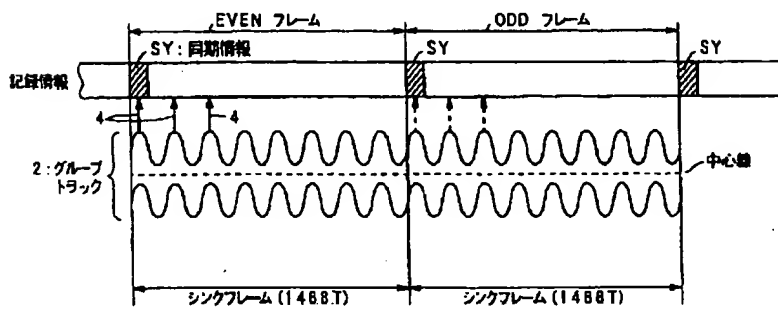 EVEN フレーム
ODD フレーム
SY：同期情報
SY
SY
記録情報
4
4
2：グルーブ
トラック
中心線
シンクフレーム(1488T)
シンクフレーム(1488T)